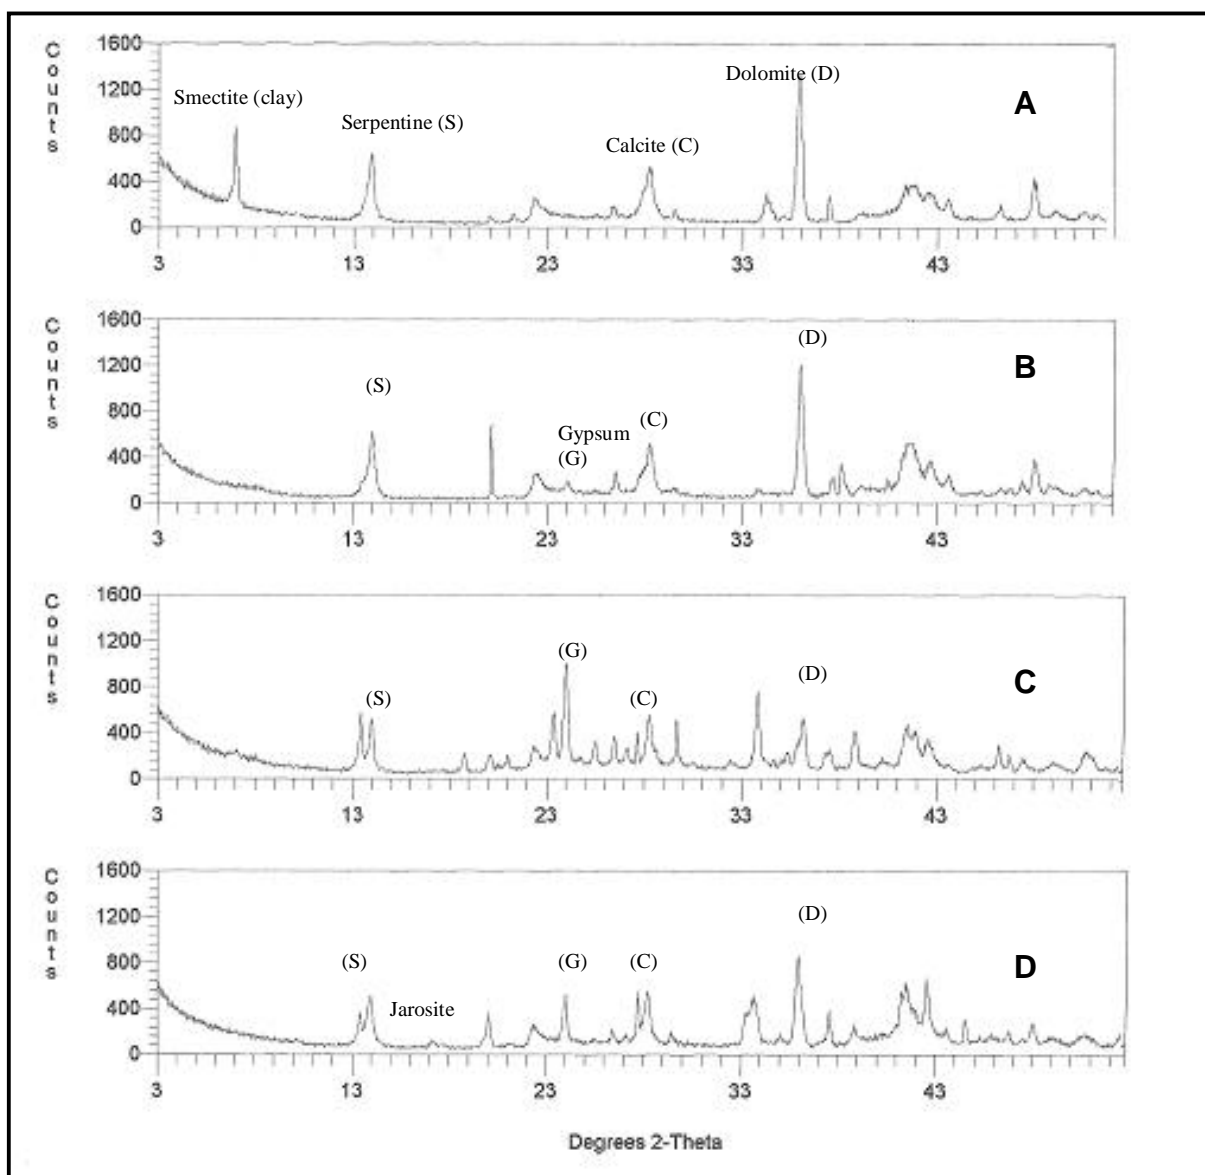 Counts
1600
1200
800
400
0
Smectite (clay)
Serpentine (S)
Calcite (C)
Dolomite (D)
A
3 13 23 33 43
Counts
1600
1200
800
400
0
(S)
Gypsum
(G)
(C)
(D)
B
3 13 23 33 43
Counts
1600
1200
800
400
0
(S)
(G)
(C)
(D)
C
3 13 23 33 43
Counts
1600
1200
800
400
0
(S)
Jarosite
(G)
(C)
(D)
D
3 13 23 33 43
Degrees 2-Theta